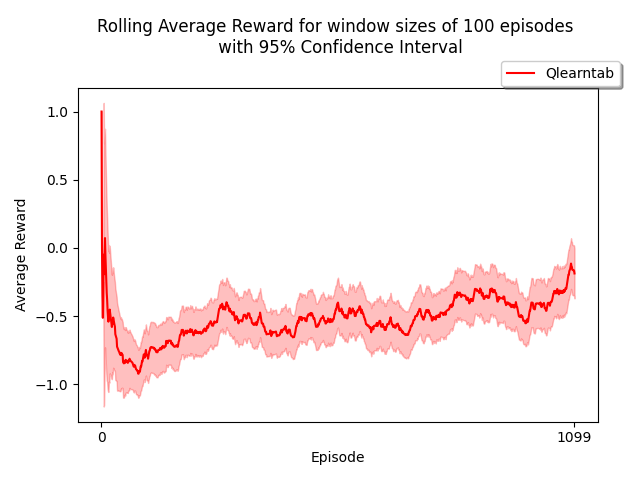 Rolling Average Reward for window sizes of 100 episodes
with 95% Confidence Interval
Qlearntab
1.0
0.5
0.0
−0.5
−1.0
Average Reward
0
1099
Episode